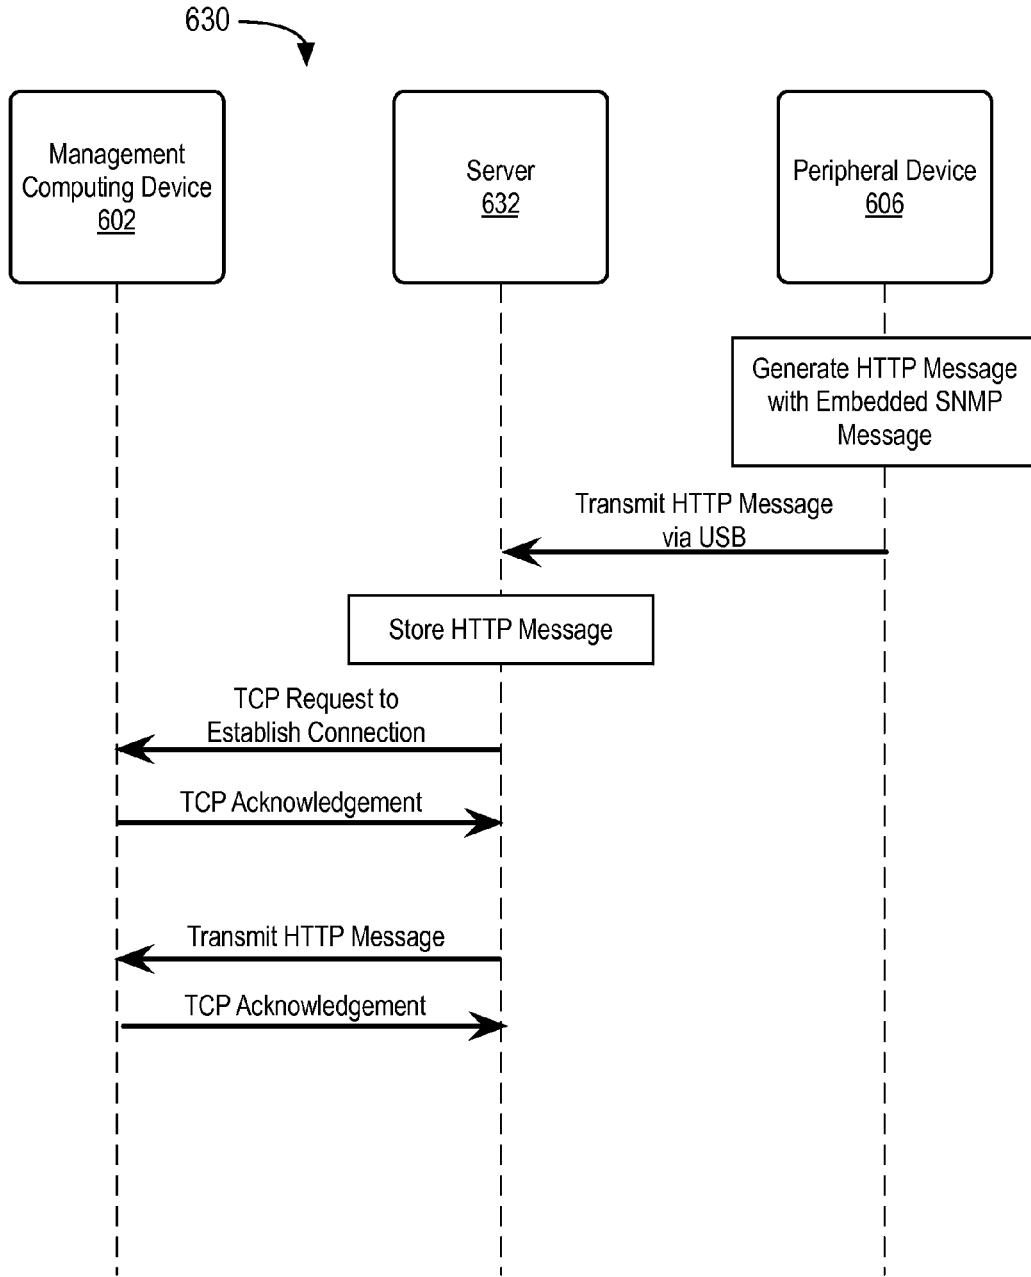 630
Management
Computing Device
602
Server
632
Peripheral Device
606
Generate HTTP Message
with Embedded SNMP
Message
Transmit HTTP Message
via USB
Store HTTP Message
TCP Request to
Establish Connection
TCP Acknowledgement
Transmit HTTP Message
TCP Acknowledgement